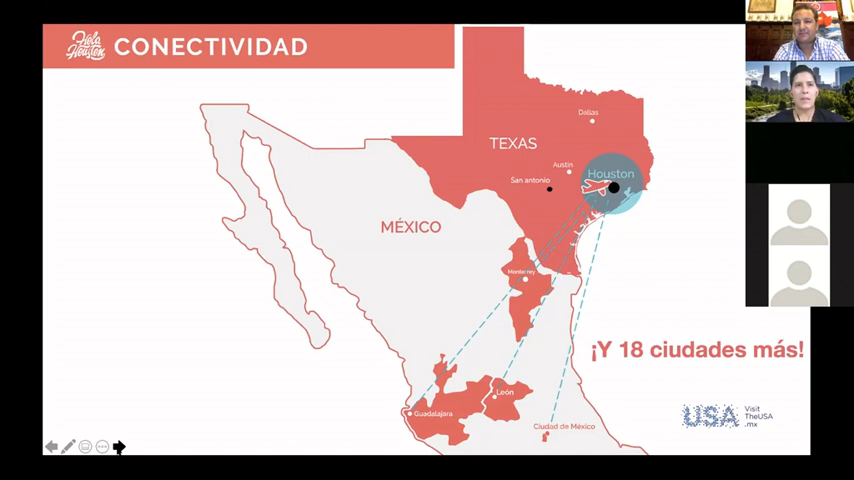 Hola
Houston
CONECTIVIDAD
Dallas
TEXAS
Austin
Houston
San antonio
MÉXICO
Monterrey
¡Y 18 ciudades más!
León
Guadalajara
Ciudad de México
USA
Visit
TheUSA
.mx